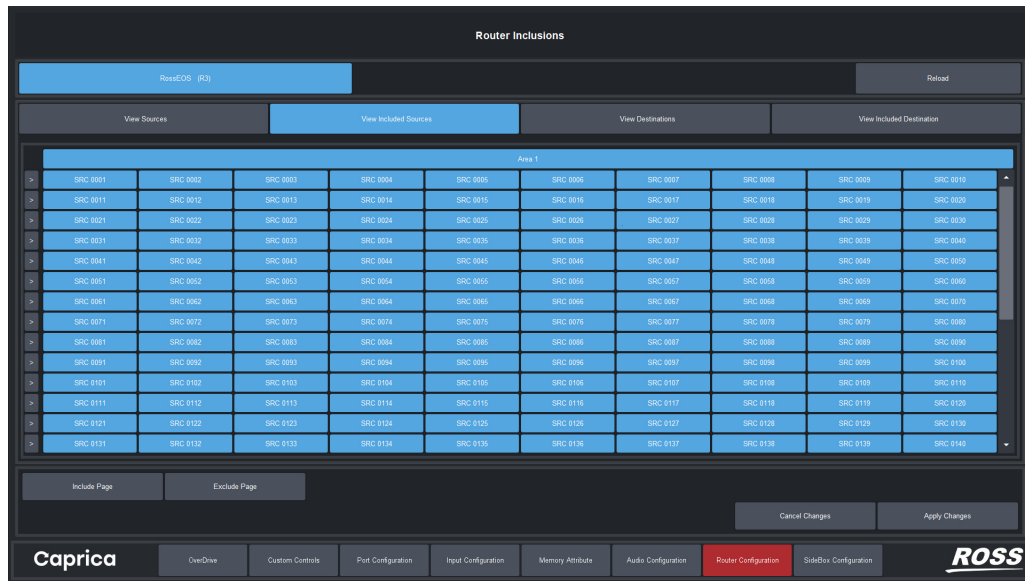 Router Inclusions
RossEOS (R3)
Reload
View Sources
View Included Sources
View Destinations
View Included Destination
Area 1
> SRC 0001 SRC 0002 SRC 0003 SRC 0004 SRC 0005 SRC 0006 SRC 0007 SRC 0008 SRC 0009 SRC 0010
> SRC 0011 SRC 0012 SRC 0013 SRC 0014 SRC 0015 SRC 0016 SRC 0017 SRC 0018 SRC 0019 SRC 0020
> SRC 0021 SRC 0022 SRC 0023 SRC 0024 SRC 0025 SRC 0026 SRC 0027 SRC 0028 SRC 0029 SRC 0030
> SRC 0031 SRC 0032 SRC 0033 SRC 0034 SRC 0035 SRC 0036 SRC 0037 SRC 0038 SRC 0039 SRC 0040
> SRC 0041 SRC 0042 SRC 0043 SRC 0044 SRC 0045 SRC 0046 SRC 0047 SRC 0048 SRC 0049 SRC 0050
> SRC 0051 SRC 0052 SRC 0053 SRC 0054 SRC 0055 SRC 0056 SRC 0057 SRC 0058 SRC 0059 SRC 0060
> SRC 0061 SRC 0062 SRC 0063 SRC 0064 SRC 0065 SRC 0066 SRC 0067 SRC 0068 SRC 0069 SRC 0070
> SRC 0071 SRC 0072 SRC 0073 SRC 0074 SRC 0075 SRC 0076 SRC 0077 SRC 0078 SRC 0079 SRC 0080
> SRC 0081 SRC 0082 SRC 0083 SRC 0084 SRC 0085 SRC 0086 SRC 0087 SRC 0088 SRC 0089 SRC 0090
> SRC 0091 SRC 0092 SRC 0093 SRC 0094 SRC 0095 SRC 0096 SRC 0097 SRC 0098 SRC 0099 SRC 0100
> SRC 0101 SRC 0102 SRC 0103 SRC 0104 SRC 0105 SRC 0106 SRC 0107 SRC 0108 SRC 0109 SRC 0110
> SRC 0111 SRC 0112 SRC 0113 SRC 0114 SRC 0115 SRC 0116 SRC 0117 SRC 0118 SRC 0119 SRC 0120
> SRC 0121 SRC 0122 SRC 0123 SRC 0124 SRC 0125 SRC 0126 SRC 0127 SRC 0128 SRC 0129 SRC 0130
> SRC 0131 SRC 0132 SRC 0133 SRC 0134 SRC 0135 SRC 0136 SRC 0137 SRC 0138 SRC 0139 SRC 0140
Include Page
Exclude Page
Cancel Changes
Apply Changes
Caprica
OverDrive
Custom Controls
Port Configuration
Input Configuration
Memory Attribute
Audio Configuration
Router Configuration
SideBox Configuration
ROSS